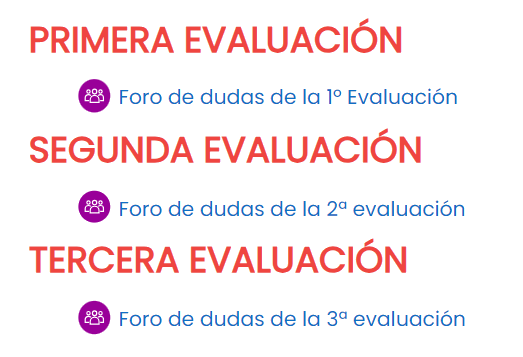 PRIMERA EVALUACIÓN
Foro de dudas de la 1º Evaluación
SEGUNDA EVALUACIÓN
Foro de dudas de la 2ª evaluación
TERCERA EVALUACIÓN
Foro de dudas de la 3ª evaluación